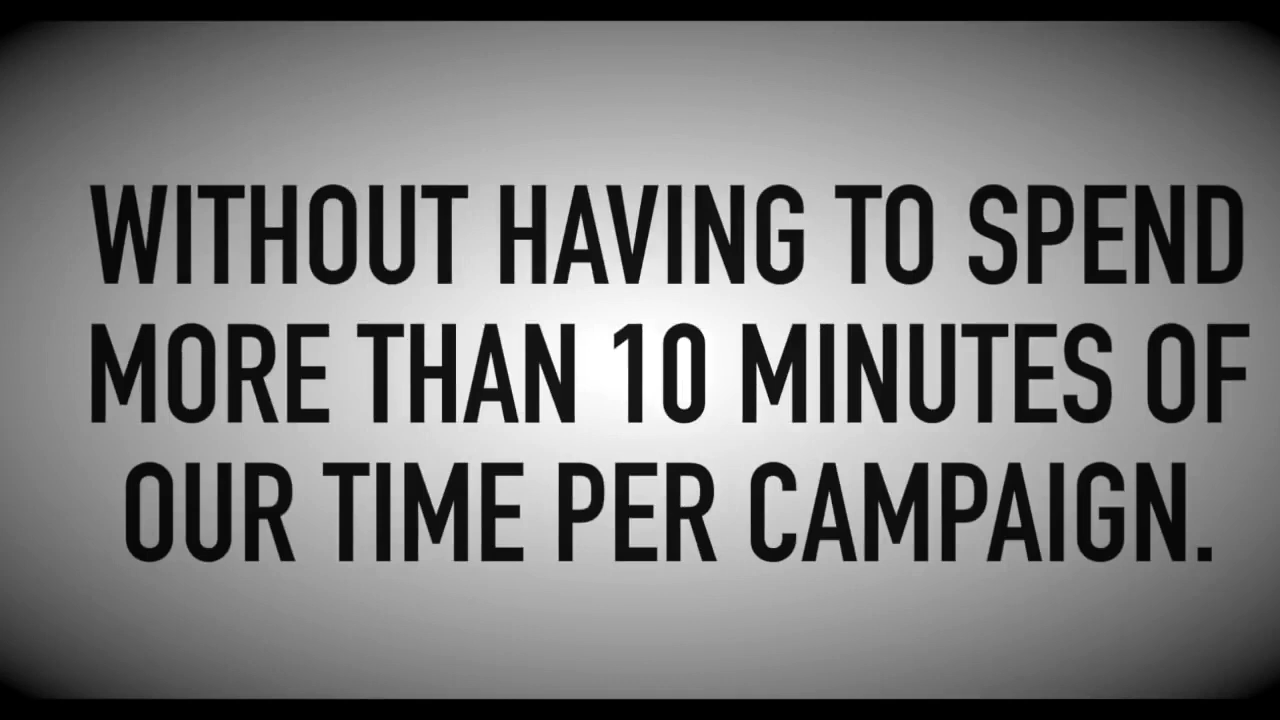 WITHOUT HAVING TO SPEND
MORE THAN 10 MINUTES OF
OUR TIME PER CAMPAIGN.